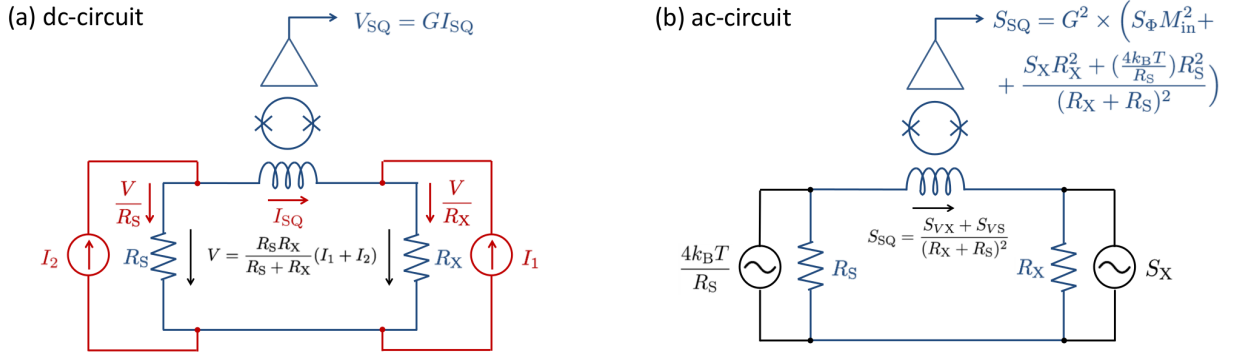 (a) dc-circuit
V_SQ = GI_SQ
V/R_S
I_SQ
V/R_X
I_2
R_S
V = R_S R_X/(R_S + R_X) (I_1 + I_2)
R_X
I_1
(b) ac-circuit
S_SQ = G^2 × (S_Φ M_in^2 +
+ (S_X R_X^2 + (4k_B T/R_S) R_S^2)/(R_X + R_S)^2)
S_SQ = (S_VX + S_VS)/(R_X + R_S)^2
4k_B T/R_S
R_S
R_X
S_X